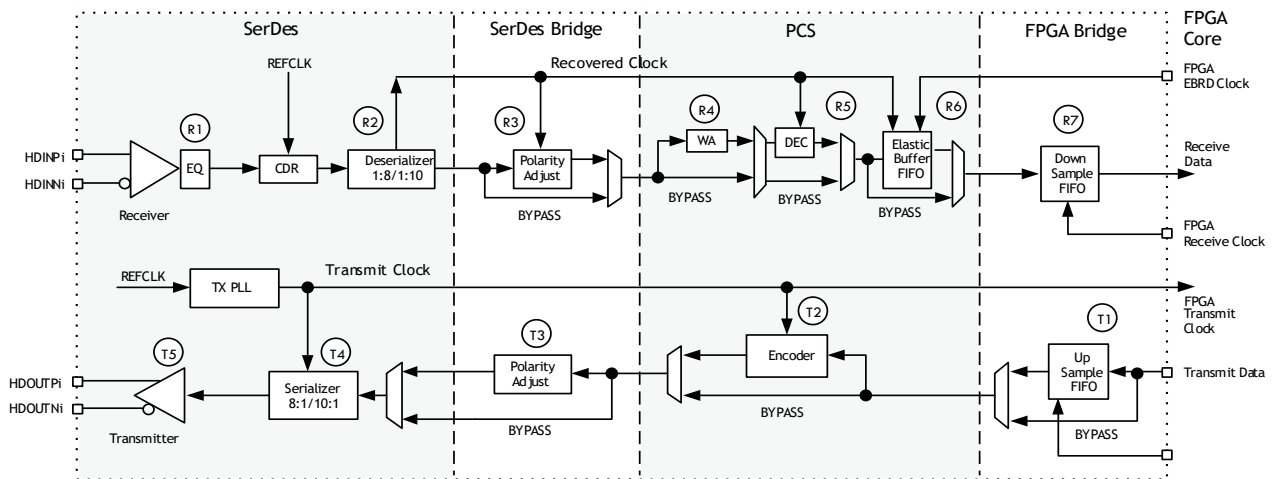 SerDes
SerDes Bridge
PCS
FPGA Bridge
FPGA
Core
REFCLK
Recovered Clock
FPGA
EBRD Clock
R1
R2
R3
R4
R5
R6
R7
HDINPi
HDINNi
EQ
CDR
Deserializer
1:8/1:10
Polarity
Adjust
WA
DEC
Elastic
Buffer
FIFO
Down
Sample
FIFO
Receive
Data
Receiver
BYPASS
BYPASS
BYPASS
BYPASS
FPGA
Receive Clock
REFCLK
TX PLL
Transmit Clock
FPGA
Transmit
Clock
T5
T4
T3
T2
T1
HDOUTPi
HDOUTNi
Serializer
8:1/10:1
Polarity
Adjust
Encoder
Up
Sample
FIFO
Transmit Data
Transmitter
BYPASS
BYPASS
BYPASS